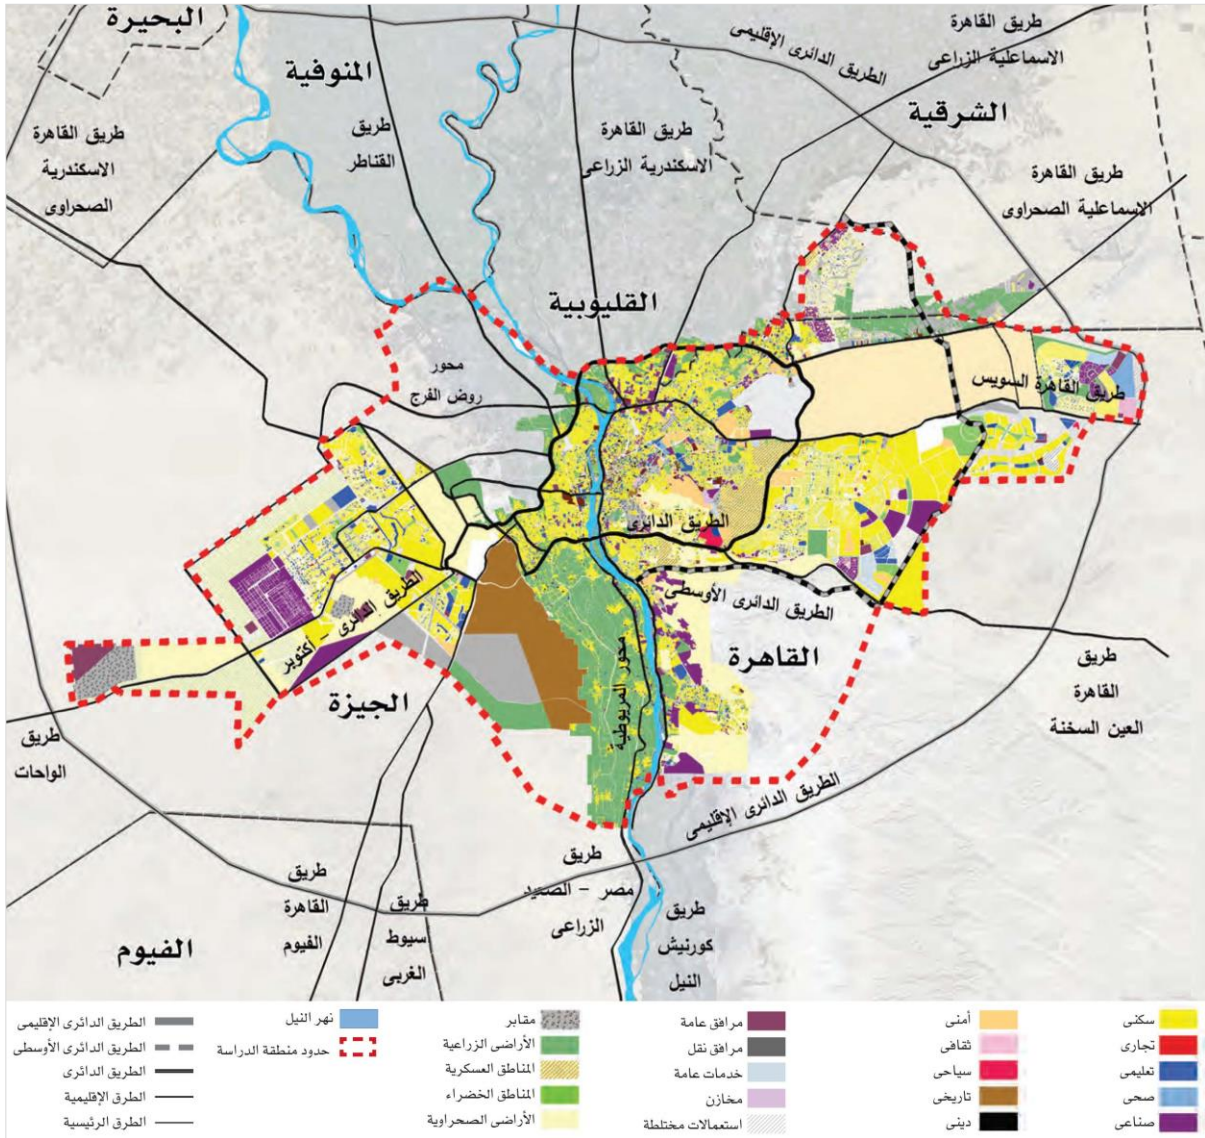 البحيرة
المنوفية
طريق القاهرة
الاسماعلية الزراعى
الطريق الدائرى الإقليمى
الشرقية
طريق القاهرة
الاسكندرية
الصحراوى
طريق
القناطر
طريق القاهرة
الاسكندرية الزراعى
طريق القاهرة
الاسماعلية الصحراوى
القليوبية
محور
روض الفرج
طريق القاهرة السويس
الطريق الدائرى
الطريق الدائرى الأوسطى
الطريق الدائرى - أكتوبر
محور المريوطية
القاهرة
الجيزة
طريق
القاهرة
العين السخنة
طريق
الواحات
الطريق الدائرى الإقليمى
طريق
مصر - الصعيد
الزراعى
طريق
القاهرة
الفيوم
طريق
سيوط
الغربى
طريق
كورنيش
النيل
الفيوم
سكنى
تجارى
تعليمى
صحى
صناعى
أمنى
ثقافى
سياحى
تاريخى
دينى
مرافق عامة
مرافق نقل
خدمات عامة
مخازن
استعمالات مختلطة
مقابر
الأراضى الزراعية
المناطق العسكرية
المناطق الخضراء
الأراضى الصحراوية
نهر النيل
حدود منطقة الدراسة
الطريق الدائرى الإقليمى
الطريق الدائرى الأوسطى
الطريق الدائرى
الطرق الإقليمية
الطرق الرئيسية